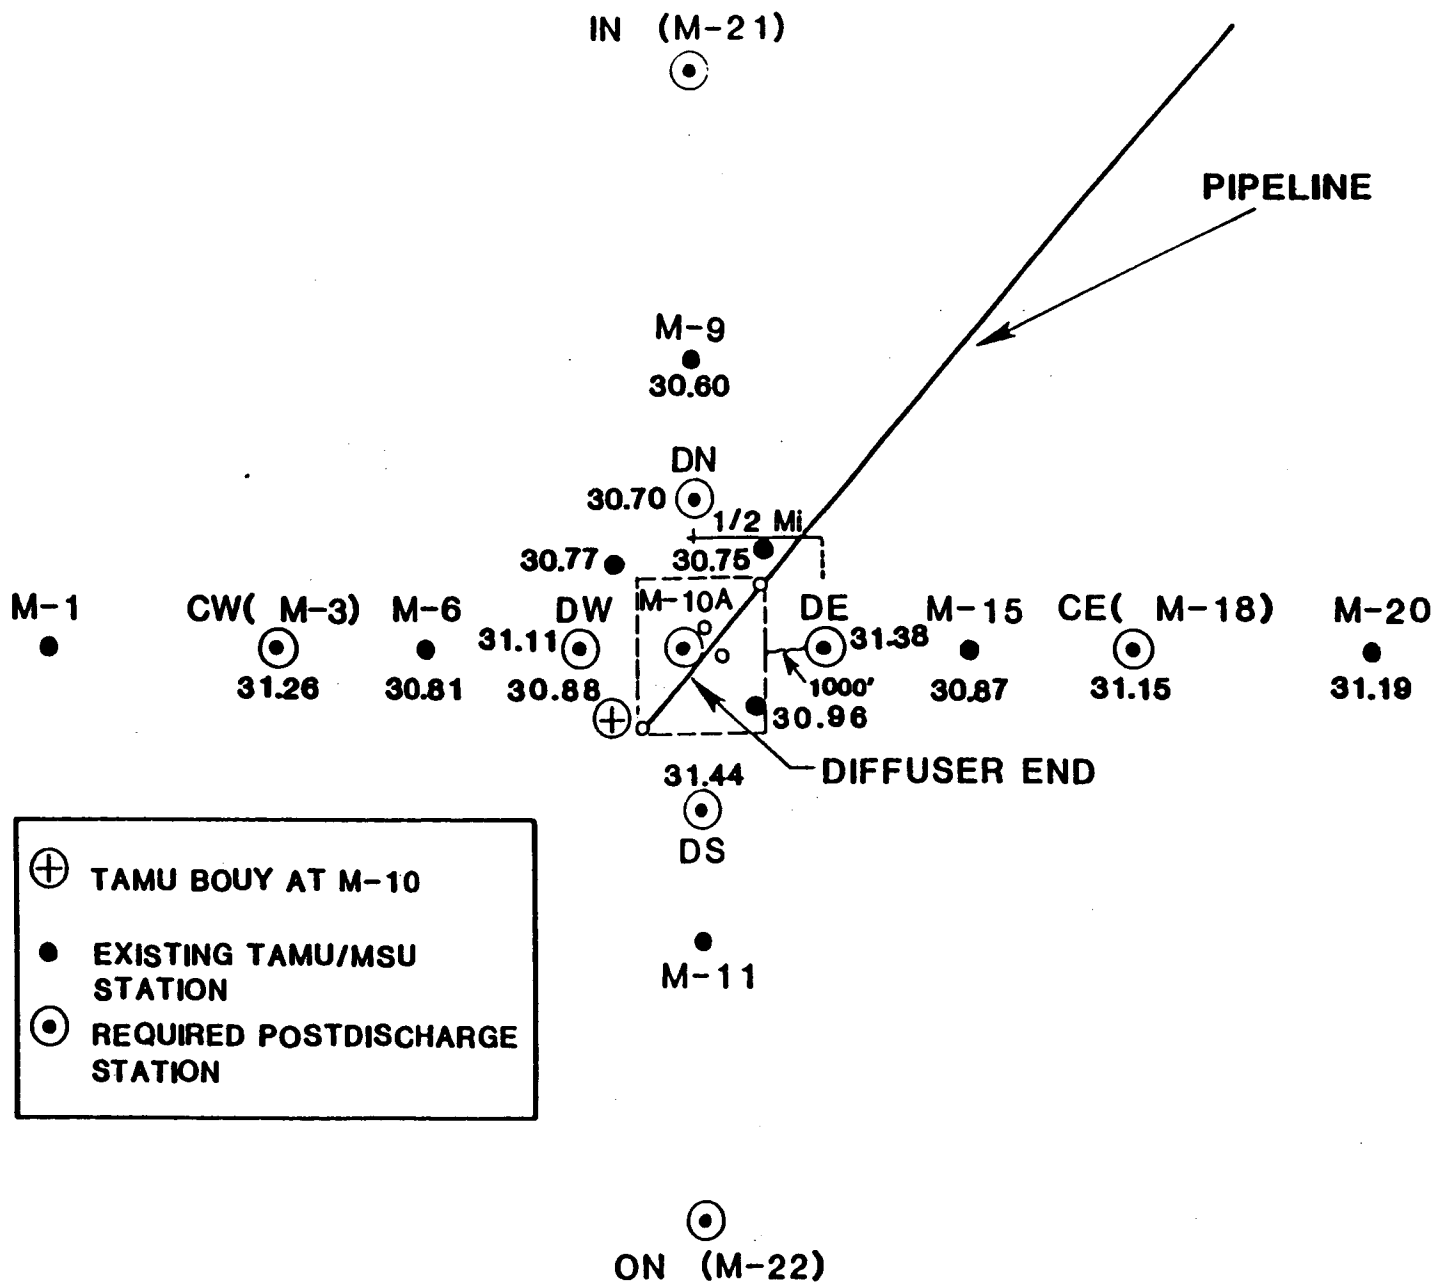 IN (M-21)
PIPELINE
M-9
30.60
DN
30.70
1/2 Mi
30.77
30.75
M-1
CW( M-3)
M-6
DW
M-10A
DE
M-15
CE( M-18)
M-20
31.11
31.38
31.26
30.81
30.88
1000'
30.87
31.15
31.19
30.96
31.44
DIFFUSER END
DS
TAMU BOUY AT M-10
EXISTING TAMU/MSU
STATION
REQUIRED POSTDISCHARGE
STATION
M-11
ON (M-22)